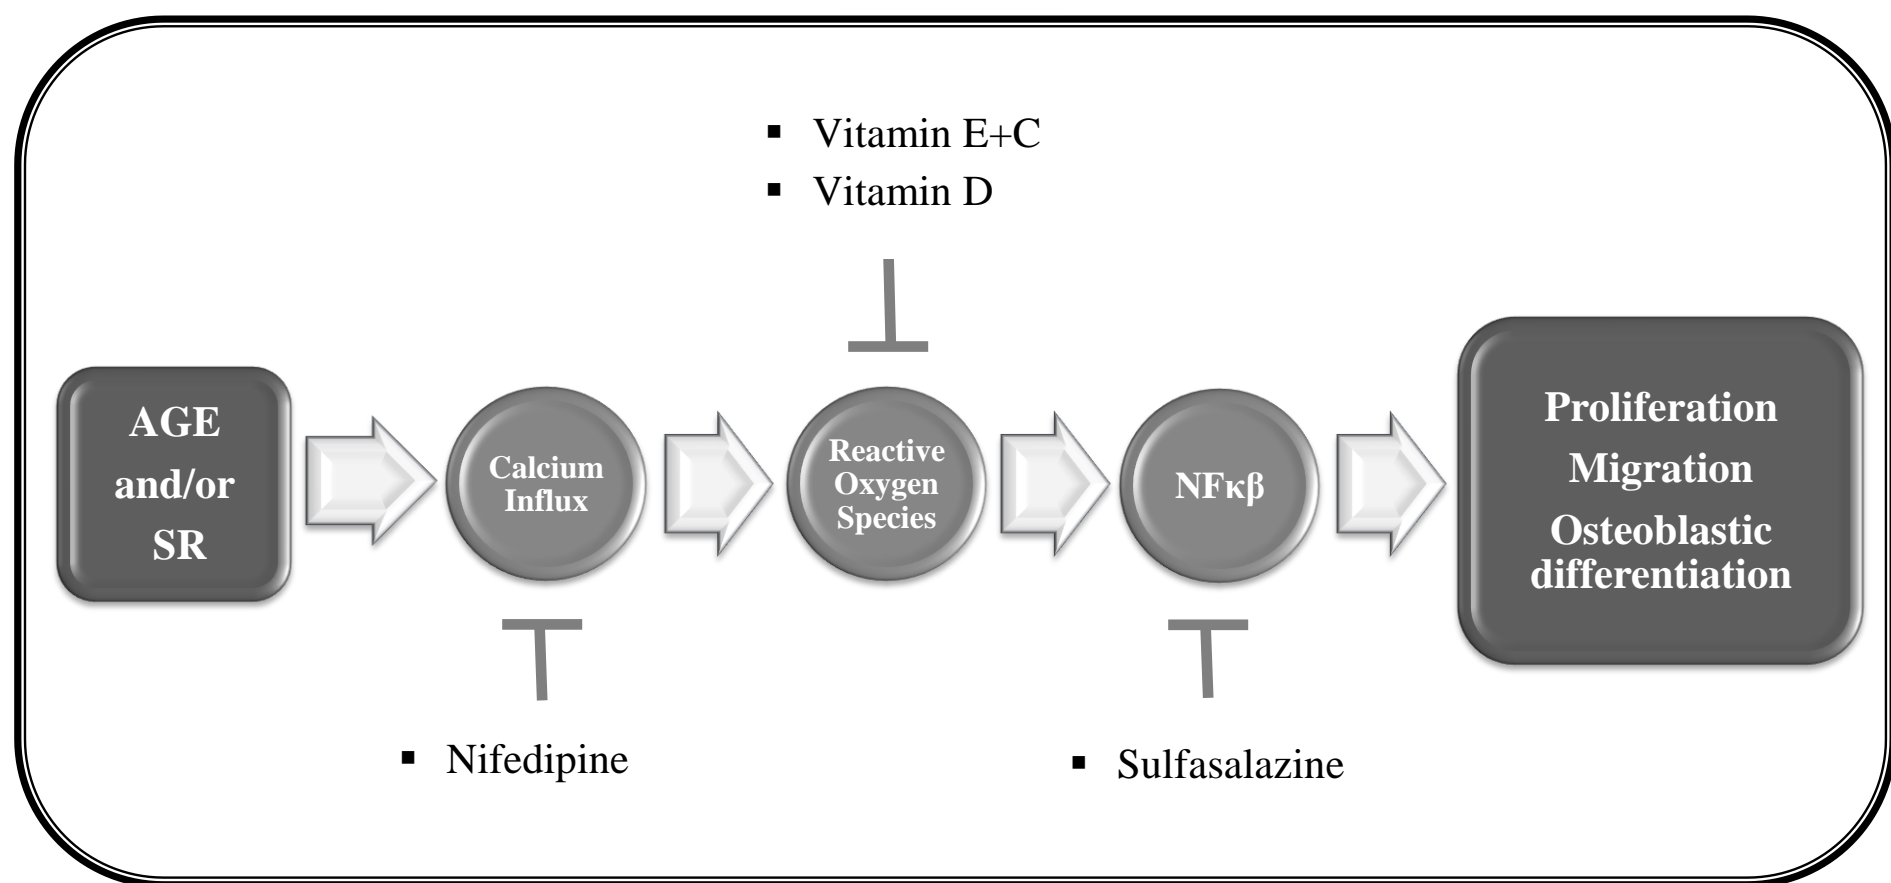 ▪ Vitamin E+C
▪ Vitamin D
AGE
and/or
SR
Calcium
Influx
Reactive
Oxygen
Species
NFκβ
Proliferation
Migration
Osteoblastic
differentiation
▪ Nifedipine
▪ Sulfasalazine